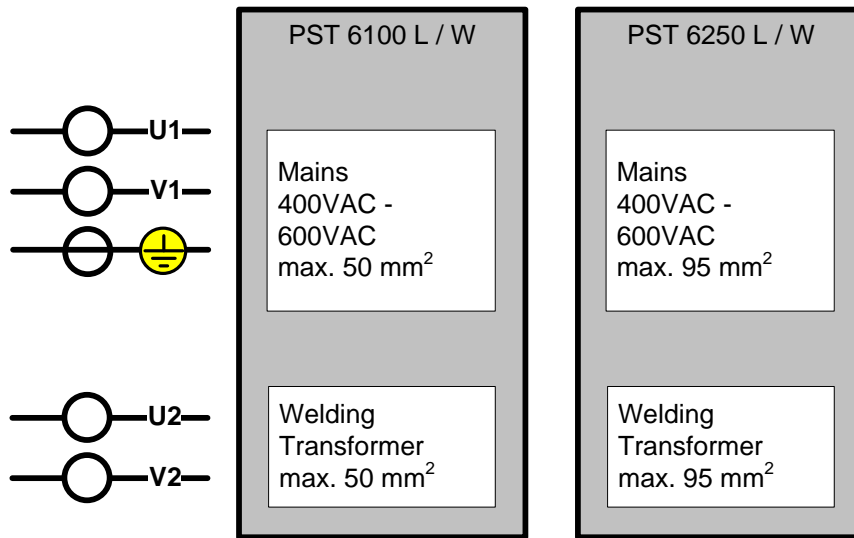 PST 6100 L / W
PST 6250 L / W
U1
V1
Mains
400VAC -
600VAC
max. 50 mm²
Mains
400VAC -
600VAC
max. 95 mm²
U2
V2
Welding
Transformer
max. 50 mm²
Welding
Transformer
max. 95 mm²